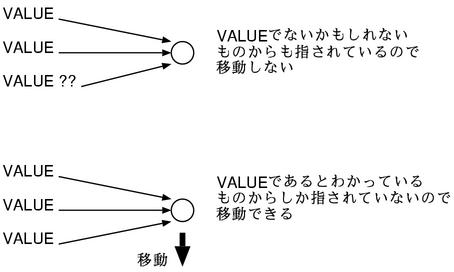 VALUE
VALUE
VALUE ??
VALUEでないかもしれない
ものからも指されているので
移動しない
VALUE
VALUE
VALUE
VALUEであるとわかっている
ものからしか指されていないので
移動できる
移動